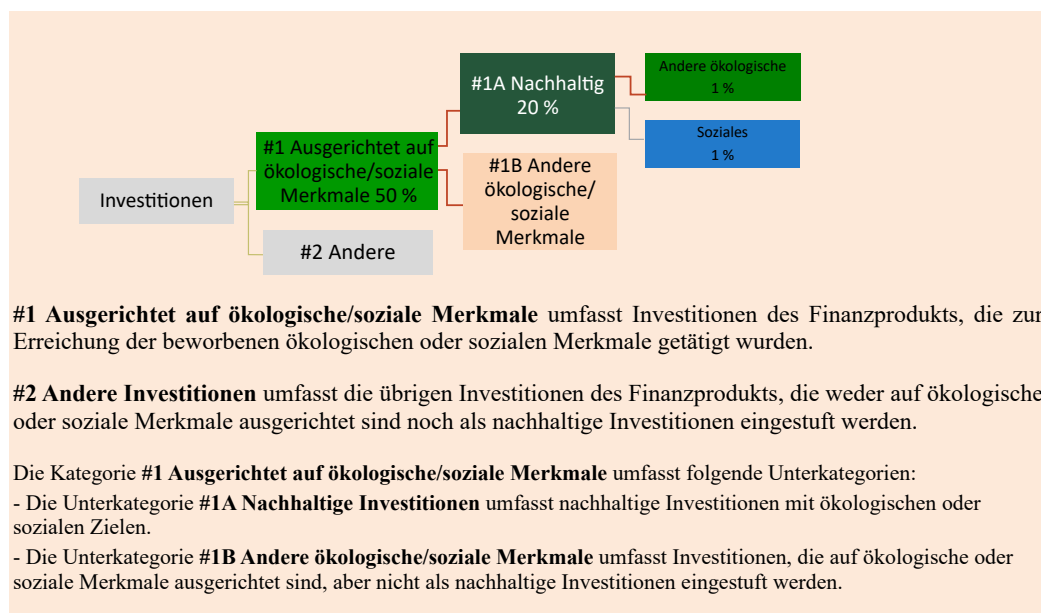 #1A Nachhaltig
20 %
Andere ökologische
1 %
Soziales
1 %
#1 Ausgerichtet auf
ökologische/soziale
Merkmale 50 %
#1B Andere
ökologische/
soziale
Merkmale
Investitionen
#2 Andere
#1 Ausgerichtet auf ökologische/soziale Merkmale umfasst Investitionen des Finanzprodukts, die zur
Erreichung der beworbenen ökologischen oder sozialen Merkmale getätigt wurden.
#2 Andere Investitionen umfasst die übrigen Investitionen des Finanzprodukts, die weder auf ökologische
oder soziale Merkmale ausgerichtet sind noch als nachhaltige Investitionen eingestuft werden.
Die Kategorie #1 Ausgerichtet auf ökologische/soziale Merkmale umfasst folgende Unterkategorien:
- Die Unterkategorie #1A Nachhaltige Investitionen umfasst nachhaltige Investitionen mit ökologischen oder
sozialen Zielen.
- Die Unterkategorie #1B Andere ökologische/soziale Merkmale umfasst Investitionen, die auf ökologische oder
soziale Merkmale ausgerichtet sind, aber nicht als nachhaltige Investitionen eingestuft werden.